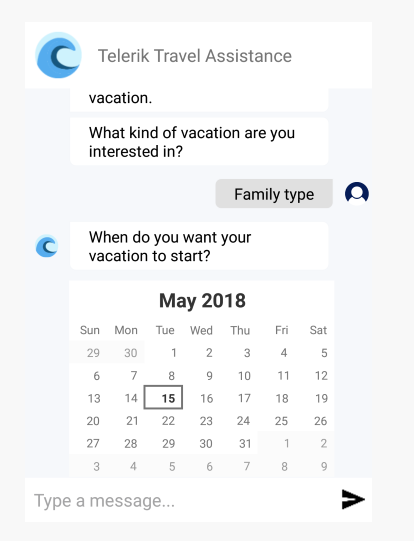 Telerik Travel Assistance
vacation.
What kind of vacation are you
interested in?
Family type
When do you want your
vacation to start?
May 2018
Sun Mon Tue Wed Thu Fri Sat
29 30 1 2 3 4 5
6 7 8 9 10 11 12
13 14 15 16 17 18 19
20 21 22 23 24 25 26
27 28 29 30 31 1 2
3 4 5 6 7 8 9
Type a message...